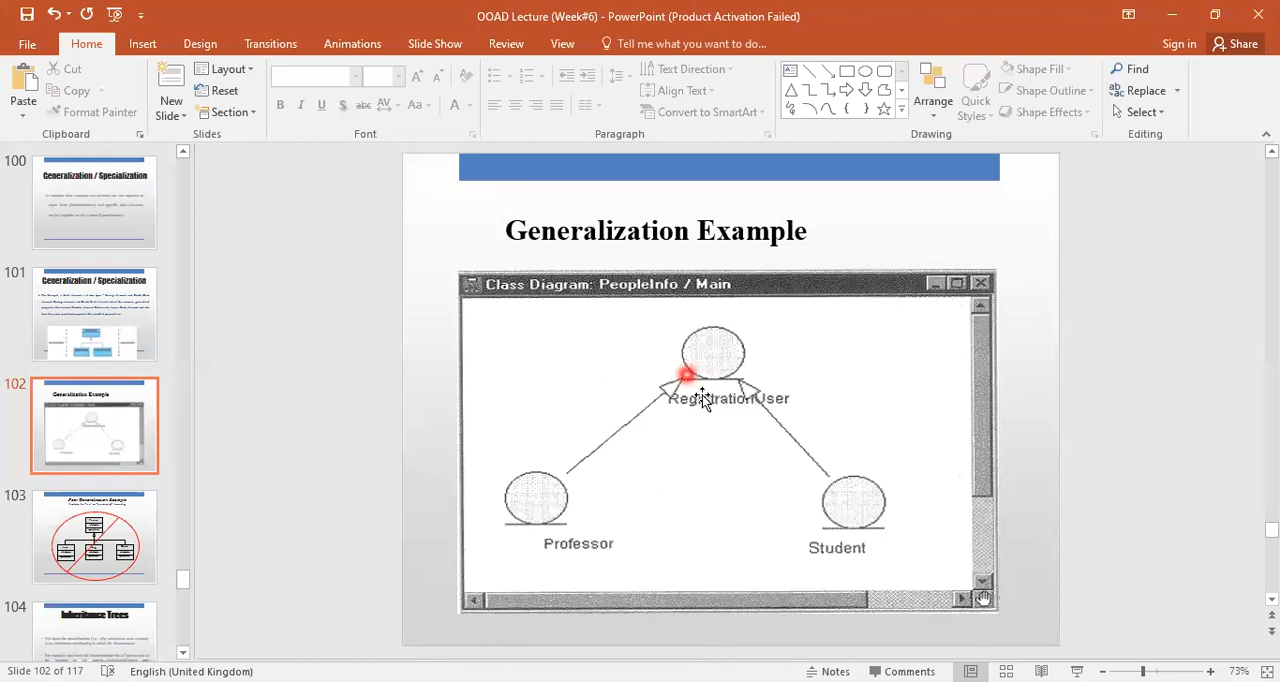 OOAD Lecture (Week#6) - PowerPoint (Product Activation Failed)
File Home Insert Design Transitions Animations Slide Show Review View Tell me what you want to do... Sign in Share
Cut
Copy
Format Painter
Paste
Clipboard
New
Slide
Layout
Reset
Section
Slides
B I U S abc AV Aa A
Font
Text Direction
Align Text
Convert to SmartArt
Paragraph
Arrange
Quick
Styles
Shape Fill
Shape Outline
Shape Effects
Drawing
Find
Replace
Select
Editing
100
Generalization / Specialization
101
Generalization / Specialization
102
Generalization Example
103
Poor Generalization Example
104
Inheritance Trees
Generalization Example
Class Diagram: PeopleInfo / Main
RegistrationUser
Professor
Student
Slide 102 of 117 English (United Kingdom) Notes Comments 73%